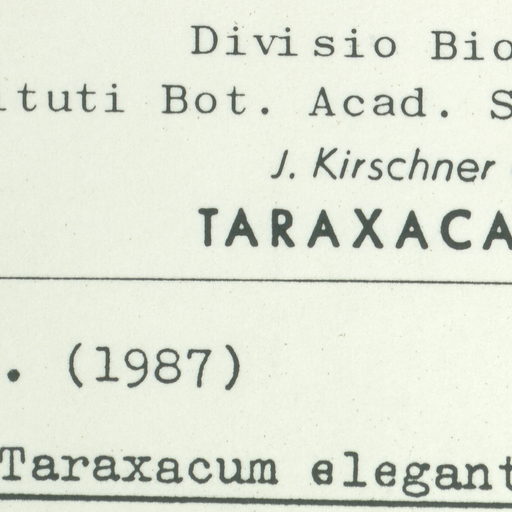 Divisio Bio
ituti Bot. Acad. S
J. Kirschner
TARAXACA
. (1987)
Taraxacum elegant